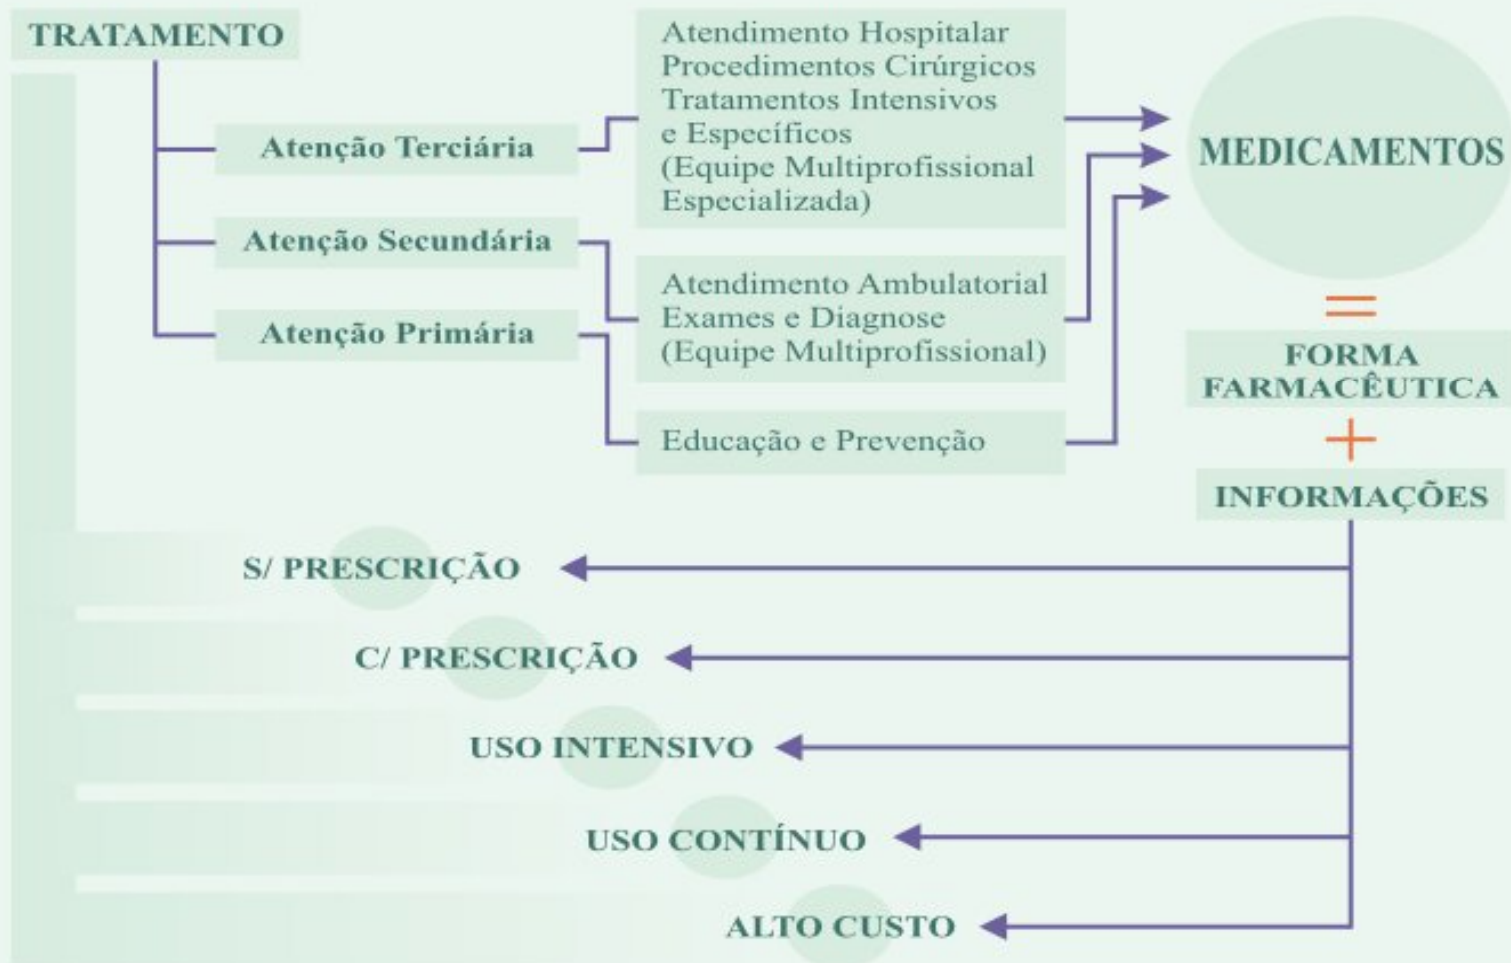 TRATAMENTO
Atenção Terciária
Atenção Secundária
Atenção Primária
Atendimento Hospitalar
Procedimentos Cirúrgicos
Tratamentos Intensivos
e Específicos
(Equipe Multiprofissional
Especializada)
Atendimento Ambulatorial
Exames e Diagnose
(Equipe Multiprofissional)
Educação e Prevenção
MEDICAMENTOS
=
FORMA
FARMACÊUTICA
+
INFORMAÇÕES
S/ PRESCRIÇÃO
C/ PRESCRIÇÃO
USO INTENSIVO
USO CONTÍNUO
ALTO CUSTO